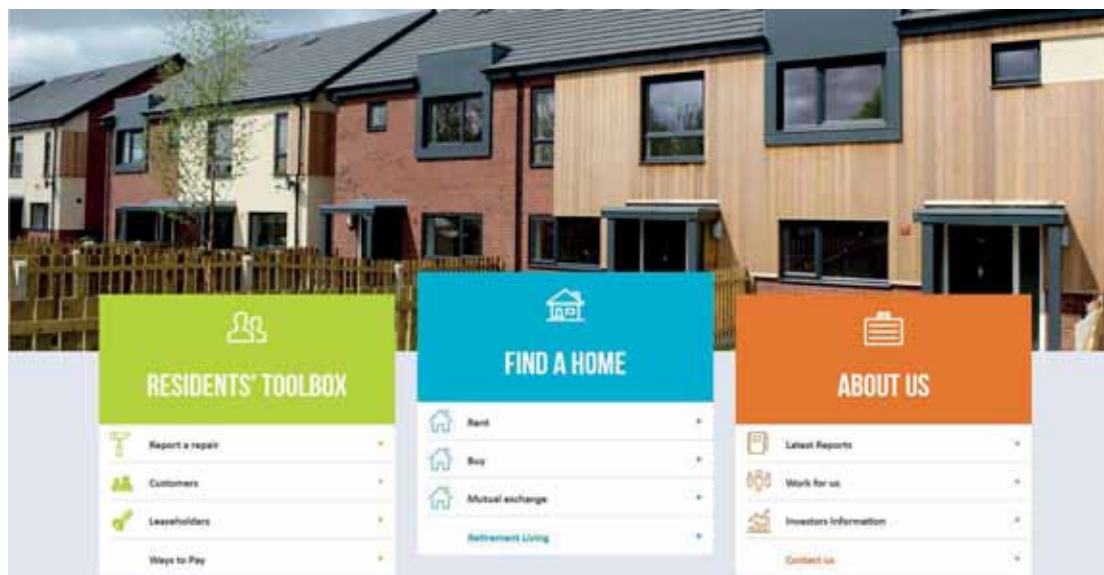 RESIDENTS' TOOLBOX
Report a repair
Customers
Leaseholders
Ways to Pay
FIND A HOME
Rent
Buy
Mutual exchange
Retirement Living
ABOUT US
Latest Reports
Work for us
Investors Information
Contact us